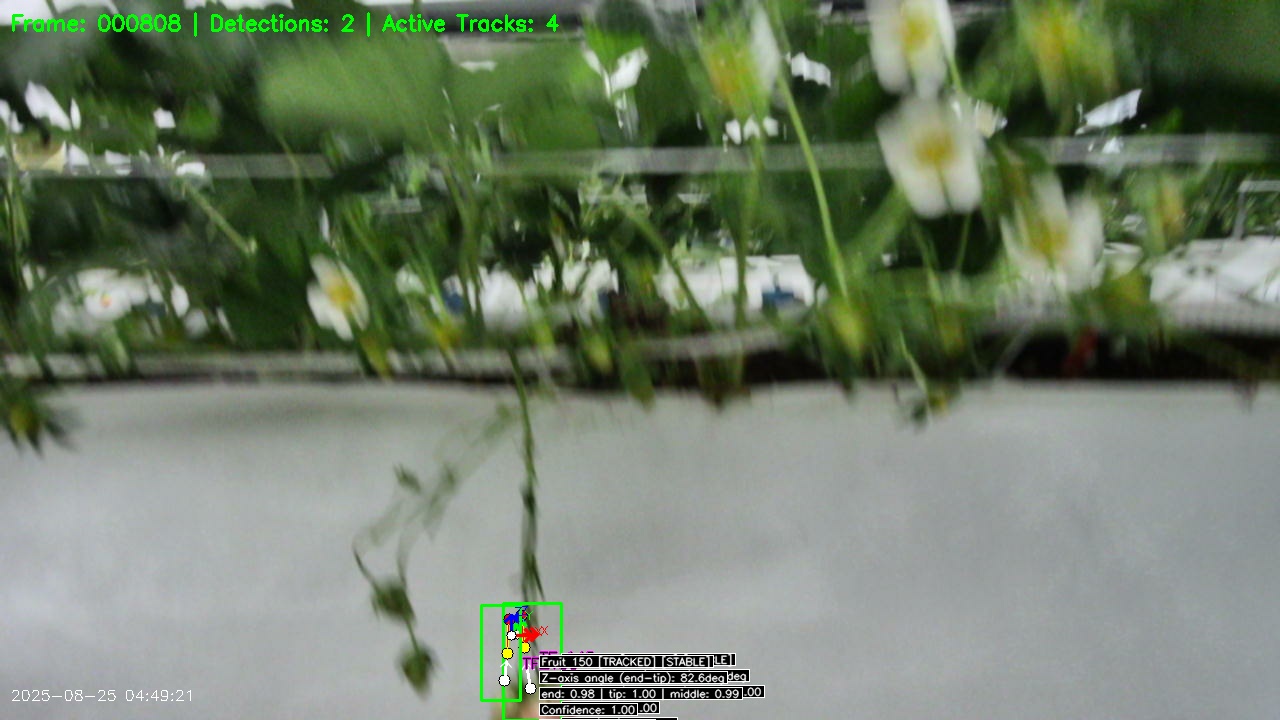 Frame: 000808 | Detections: 2 | Active Tracks: 4
Fruit 150 [TRACKED] [STABLE]
Z-axis angle (end-tip): 82.6deg
end: 0.98 | tip: 1.00 | middle: 0.99
Confidence: 1.00
2025-08-25 04:49:21